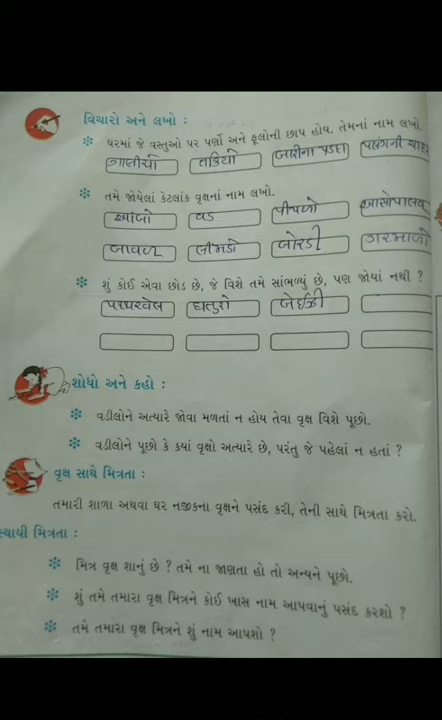 વિચારો અને લખો :
ઘરમાં જે વસ્તુઓ પર પર્ણો અને ફૂલોની છાપ હોય. તેમનાં નામ લખો.
ગાલીચો તકિયો બારીના પડદા પલંગની ચાદર
તમે જોયેલાં કેટલાંક વૃક્ષનાં નામ લખો.
આંબો વડ પીપળો આસોપાલવ
બાવળ લીમડો બોરડી ગરમાળો
શું કોઈ એવા છોડ છે, જે વિશે તમે સાંભળ્યું છે, પણ જોયાં નથી ?
ધતુરો
શોધો અને કહો :
વડીલોને અત્યારે જોવા મળતાં ન હોય તેવા વૃક્ષ વિશે પૂછો.
વડીલોને પૂછો કે કયાં વૃક્ષો અત્યારે છે, પરંતુ જે પહેલાં ન હતાં ?
વૃક્ષ સાથે મિત્રતા :
તમારી શાળા અથવા ઘર નજીકના વૃક્ષને પસંદ કરી, તેની સાથે મિત્રતા કરો.
સ્થાયી મિત્રતા :
મિત્ર વૃક્ષ શાનું છે ? તમે ના જાણતા હો તો અન્યને પૂછો.
શું તમે તમારા વૃક્ષ મિત્રને કોઈ ખાસ નામ આપવાનું પસંદ કરશો ?
તમે તમારા વૃક્ષ મિત્રને શું નામ આપશો ?